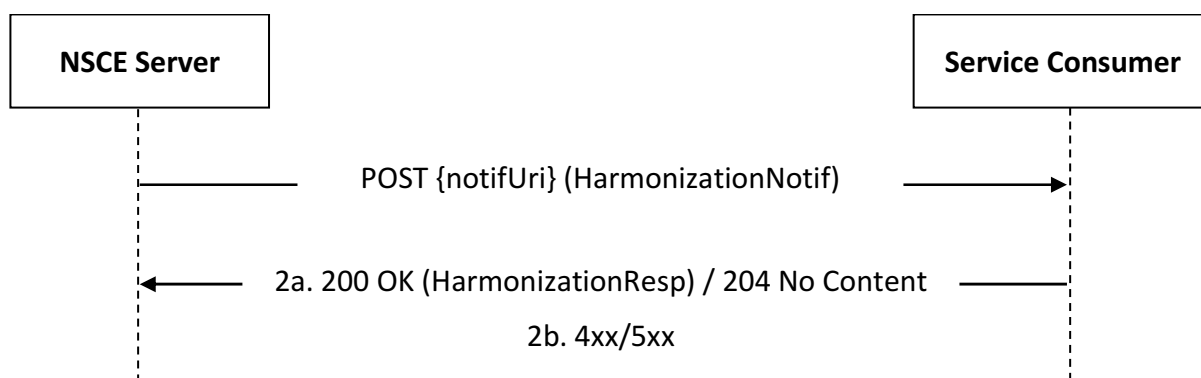 NSCE Server
Service Consumer
POST {notifUri} (HarmonizationNotif)
2a. 200 OK (HarmonizationResp) / 204 No Content
2b. 4xx/5xx